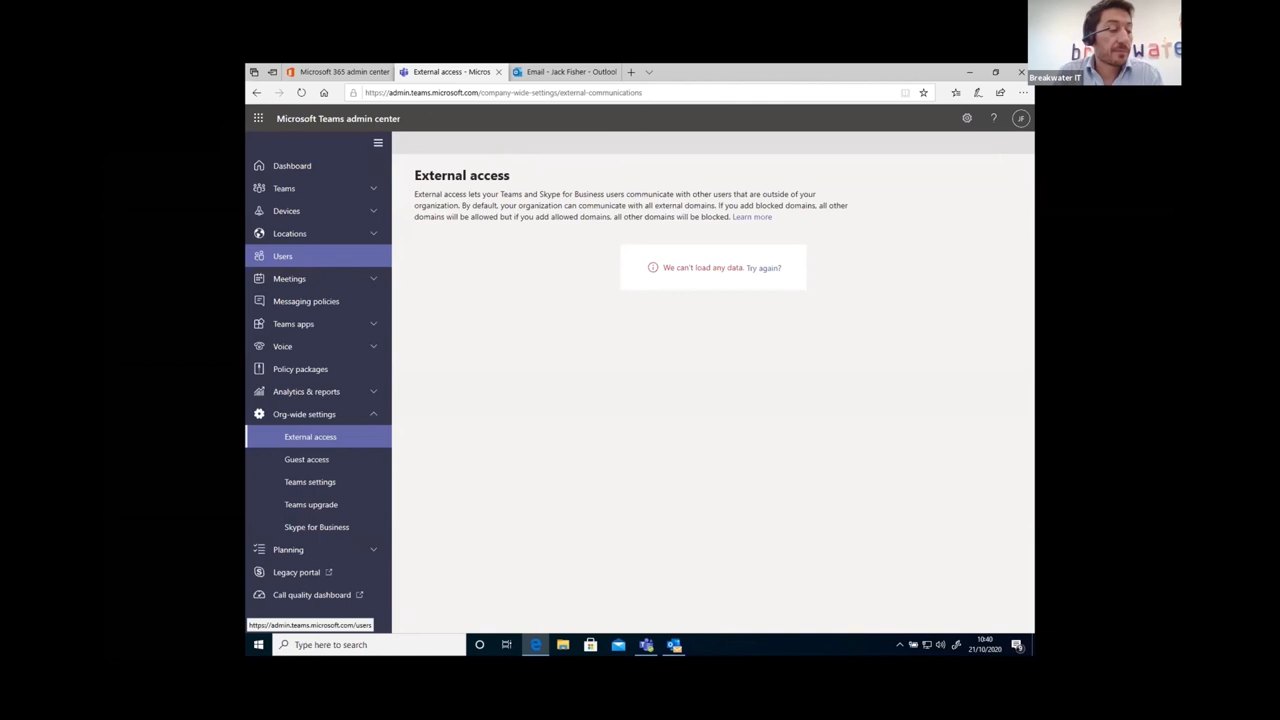 breakwate
Breakwater IT
Microsoft 365 admin center
External access - Micros
Email - Jack Fisher - Outlool
https://admin.teams.microsoft.com/company-wide-settings/external-communications
Microsoft Teams admin center
JF
Dashboard
Teams
Devices
Locations
Users
Meetings
Messaging policies
Teams apps
Voice
Policy packages
Analytics & reports
Org-wide settings
External access
Guest access
Teams settings
Teams upgrade
Skype for Business
Planning
Legacy portal
Call quality dashboard
https://admin.teams.microsoft.com/users
External access
External access lets your Teams and Skype for Business users communicate with other users that are outside of your
organization. By default, your organization can communicate with all external domains. If you add blocked domains, all other
domains will be allowed but if you add allowed domains, all other domains will be blocked. Learn more
We can't load any data. Try again?
Type here to search
10:40
21/10/2020